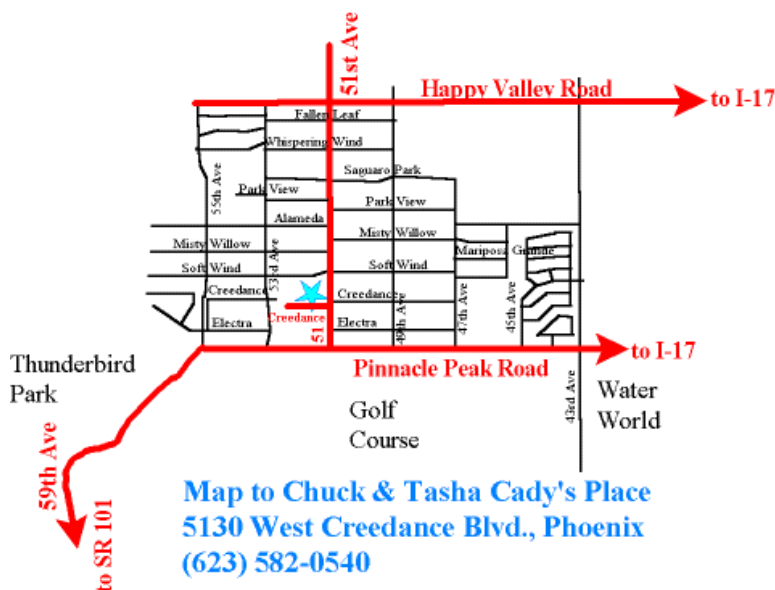 51st Ave
Happy Valley Road
to I-17
Fallen Leaf
Whispering Wind
Saguaro Park
55th Ave
Park View
Park View
Alameda
Misty Willow
Misty Willow
Mariposa Grande
53rd Ave
Soft Wind
Soft Wind
Creedance
Creedance
Creedance
49th Ave
47th Ave
45th Ave
Electra
Electra
51
to I-17
Pinnacle Peak Road
Thunderbird
Park
43rd Ave
Water
World
Golf
Course
59th Ave
to SR 101
Map to Chuck & Tasha Cady's Place
5130 West Creedance Blvd., Phoenix
(623) 582-0540